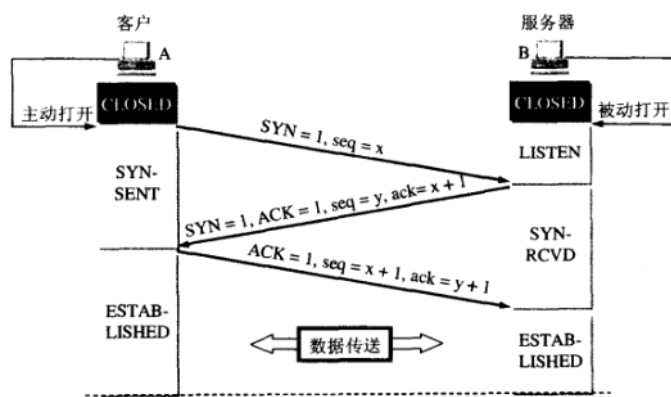 客户
服务器
A
B
CLOSED
CLOSED
主动打开
被动打开
SYN = 1, seq = x
LISTEN
SYN-
SENT
SYN = 1, ACK = 1, seq = y, ack= x + 1
SYN-
RCVD
ACK = 1, seq = x + 1, ack = y + 1
ESTAB-
LISHED
数据传送
ESTAB-
LISHED